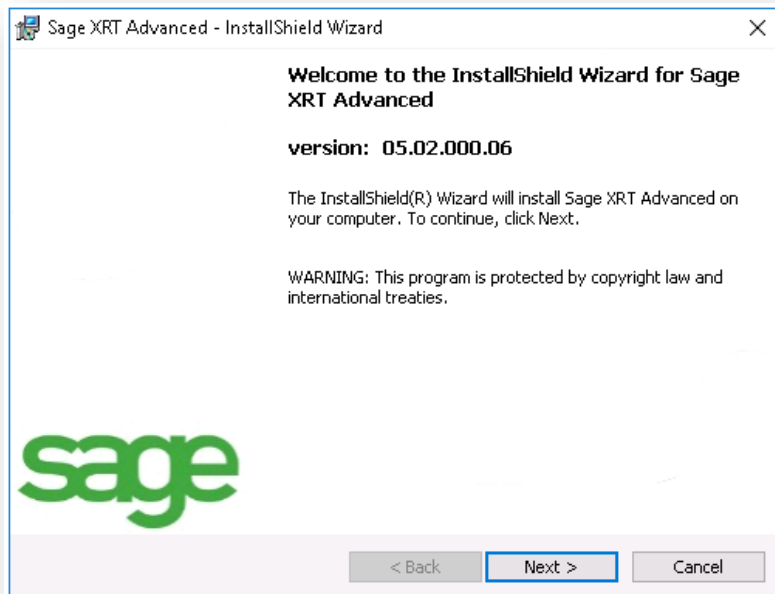 Sage XRT Advanced - InstallShield Wizard
Welcome to the InstallShield Wizard for Sage
XRT Advanced
version: 05.02.000.06
The InstallShield(R) Wizard will install Sage XRT Advanced on
your computer. To continue, click Next.
WARNING: This program is protected by copyright law and
international treaties.
sage
< Back
Next >
Cancel